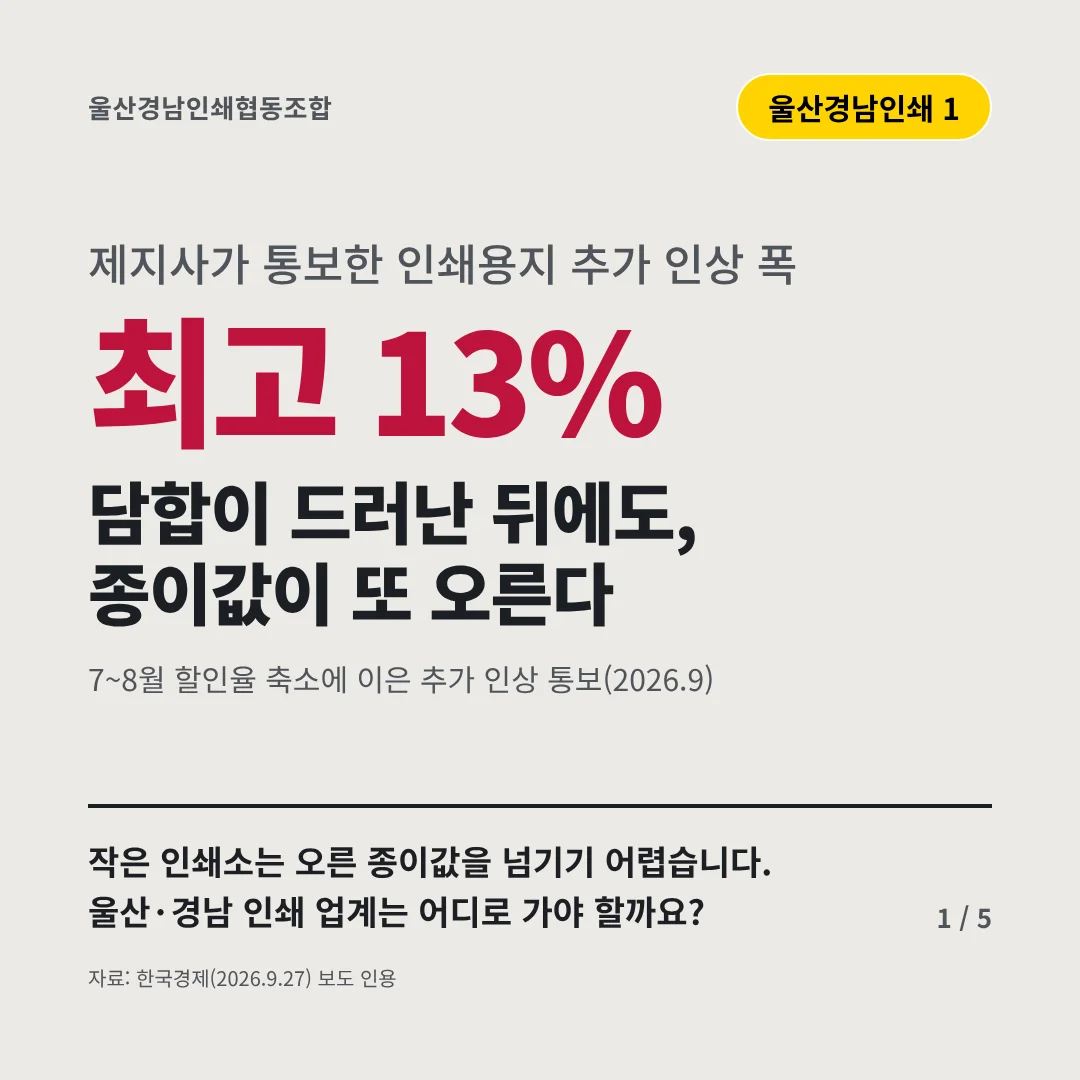 울산경남인쇄협동조합
울산경남인쇄 1
제지사가 통보한 인쇄용지 추가 인상 폭
최고 13%
담합이 드러난 뒤에도,
종이값이 또 오른다
7~8월 할인율 축소에 이은 추가 인상 통보(2026.9)
작은 인쇄소는 오른 종이값을 넘기기 어렵습니다.
울산·경남 인쇄 업계는 어디로 가야 할까요?
1 / 5
자료: 한국경제(2026.9.27) 보도 인용